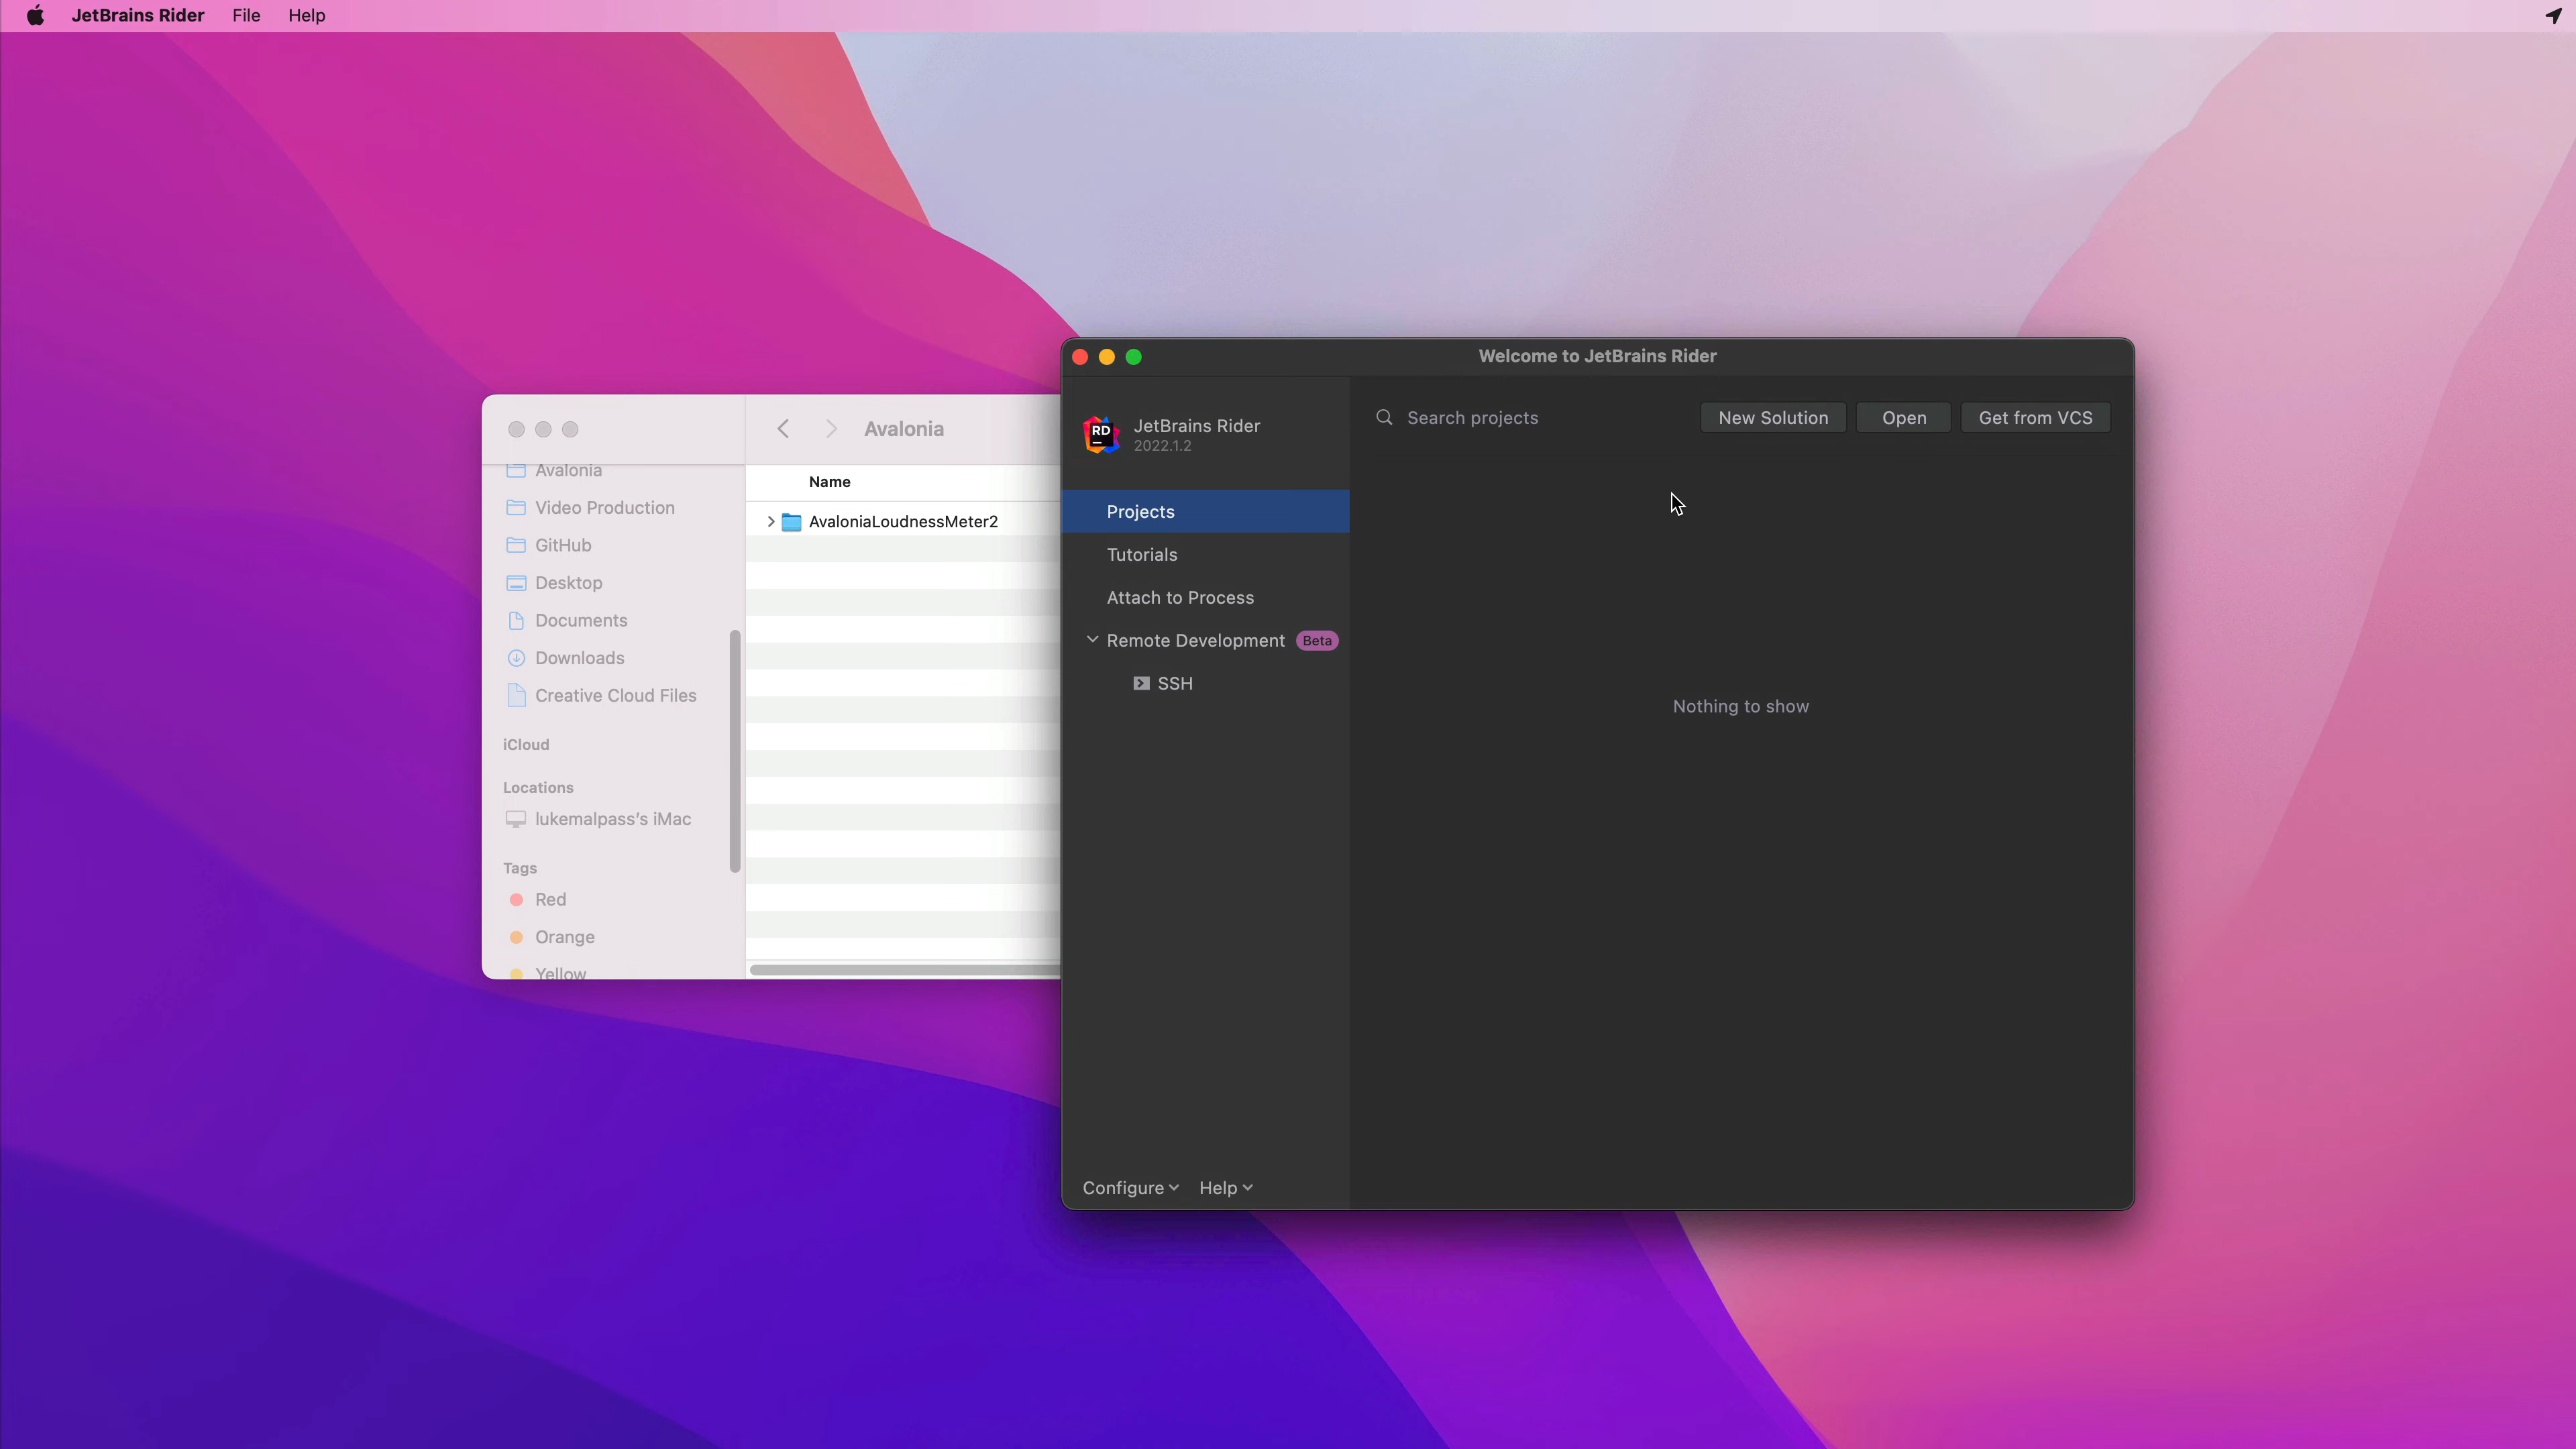 JetBrains Rider File Help
Avalonia
Video Production
GitHub
Desktop
Documents
Downloads
Creative Cloud Files
iCloud
Locations
lukemalpass's iMac
Tags
Red
Orange
Yellow
Avalonia
Name
AvaloniaLoudnessMeter2
Welcome to JetBrains Rider
RD
JetBrains Rider
2022.1.2
Search projects
New Solution Open Get from VCS
Projects
Tutorials
Attach to Process
Remote Development Beta
SSH
Nothing to show
Configure Help